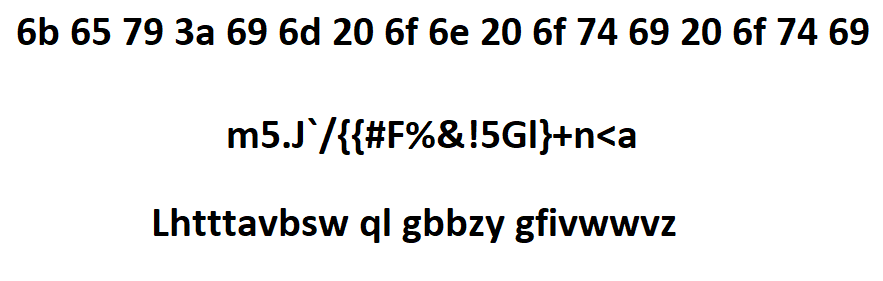 6b 65 79 3a 69 6d 20 6f 6e 20 6f 74 69 20 6f 74 69
m5.J`/{{#F%&!5Gl}+n<a
Lhtttavbsw ql gbbzy gfivwwvz